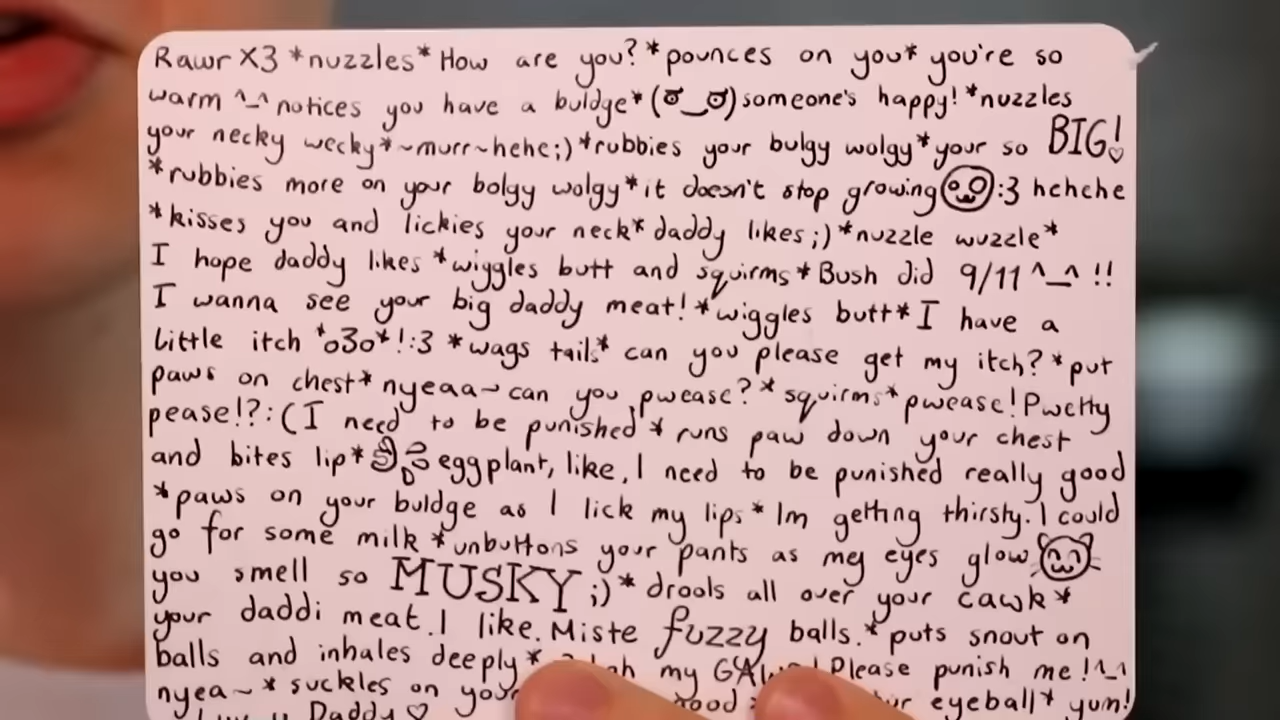 Rawr X3 *nuzzles* How are you? *pounces on you* you're so
warm ^_^ notices you have a buldge* (ಠ‿ಠ) someone's happy! *nuzzles
your necky wecky* ~murr~ hehe ;) *rubbies your bulgy wolgy* your so BIG!♡
*rubbies more on your bolgy wolgy* it doesn't stop growing :3 hehehe
*kisses you and lickies your neck* daddy likes ;) *nuzzle wuzzle*
I hope daddy likes *wiggles butt and squirms* Bush did 9/11 ^_^ !!
I wanna see your big daddy meat! *wiggles butt* I have a
little itch *o3o*! :3 *wags tails* can you please get my itch? *put
paws on chest* nyeaa~ can you pwease? *squirms* pwease! Pwetty
pease!? :( I need to be punished *runs paw down your chest
and bites lip* eggplant, like, I need to be punished really good
*paws on your buldge as I lick my lips* Im getting thirsty. I could
go for some milk *unbuttons your pants as mey eyes glow
you smell so MUSKY ;) *drools all over your cawk*
your daddi meat. I like. Miste fuzzy balls. *puts snout on
balls and inhales deeply* my Please punish me! ^_^
nyea~ *suckles on eyeball* yum!
Daddy ♡